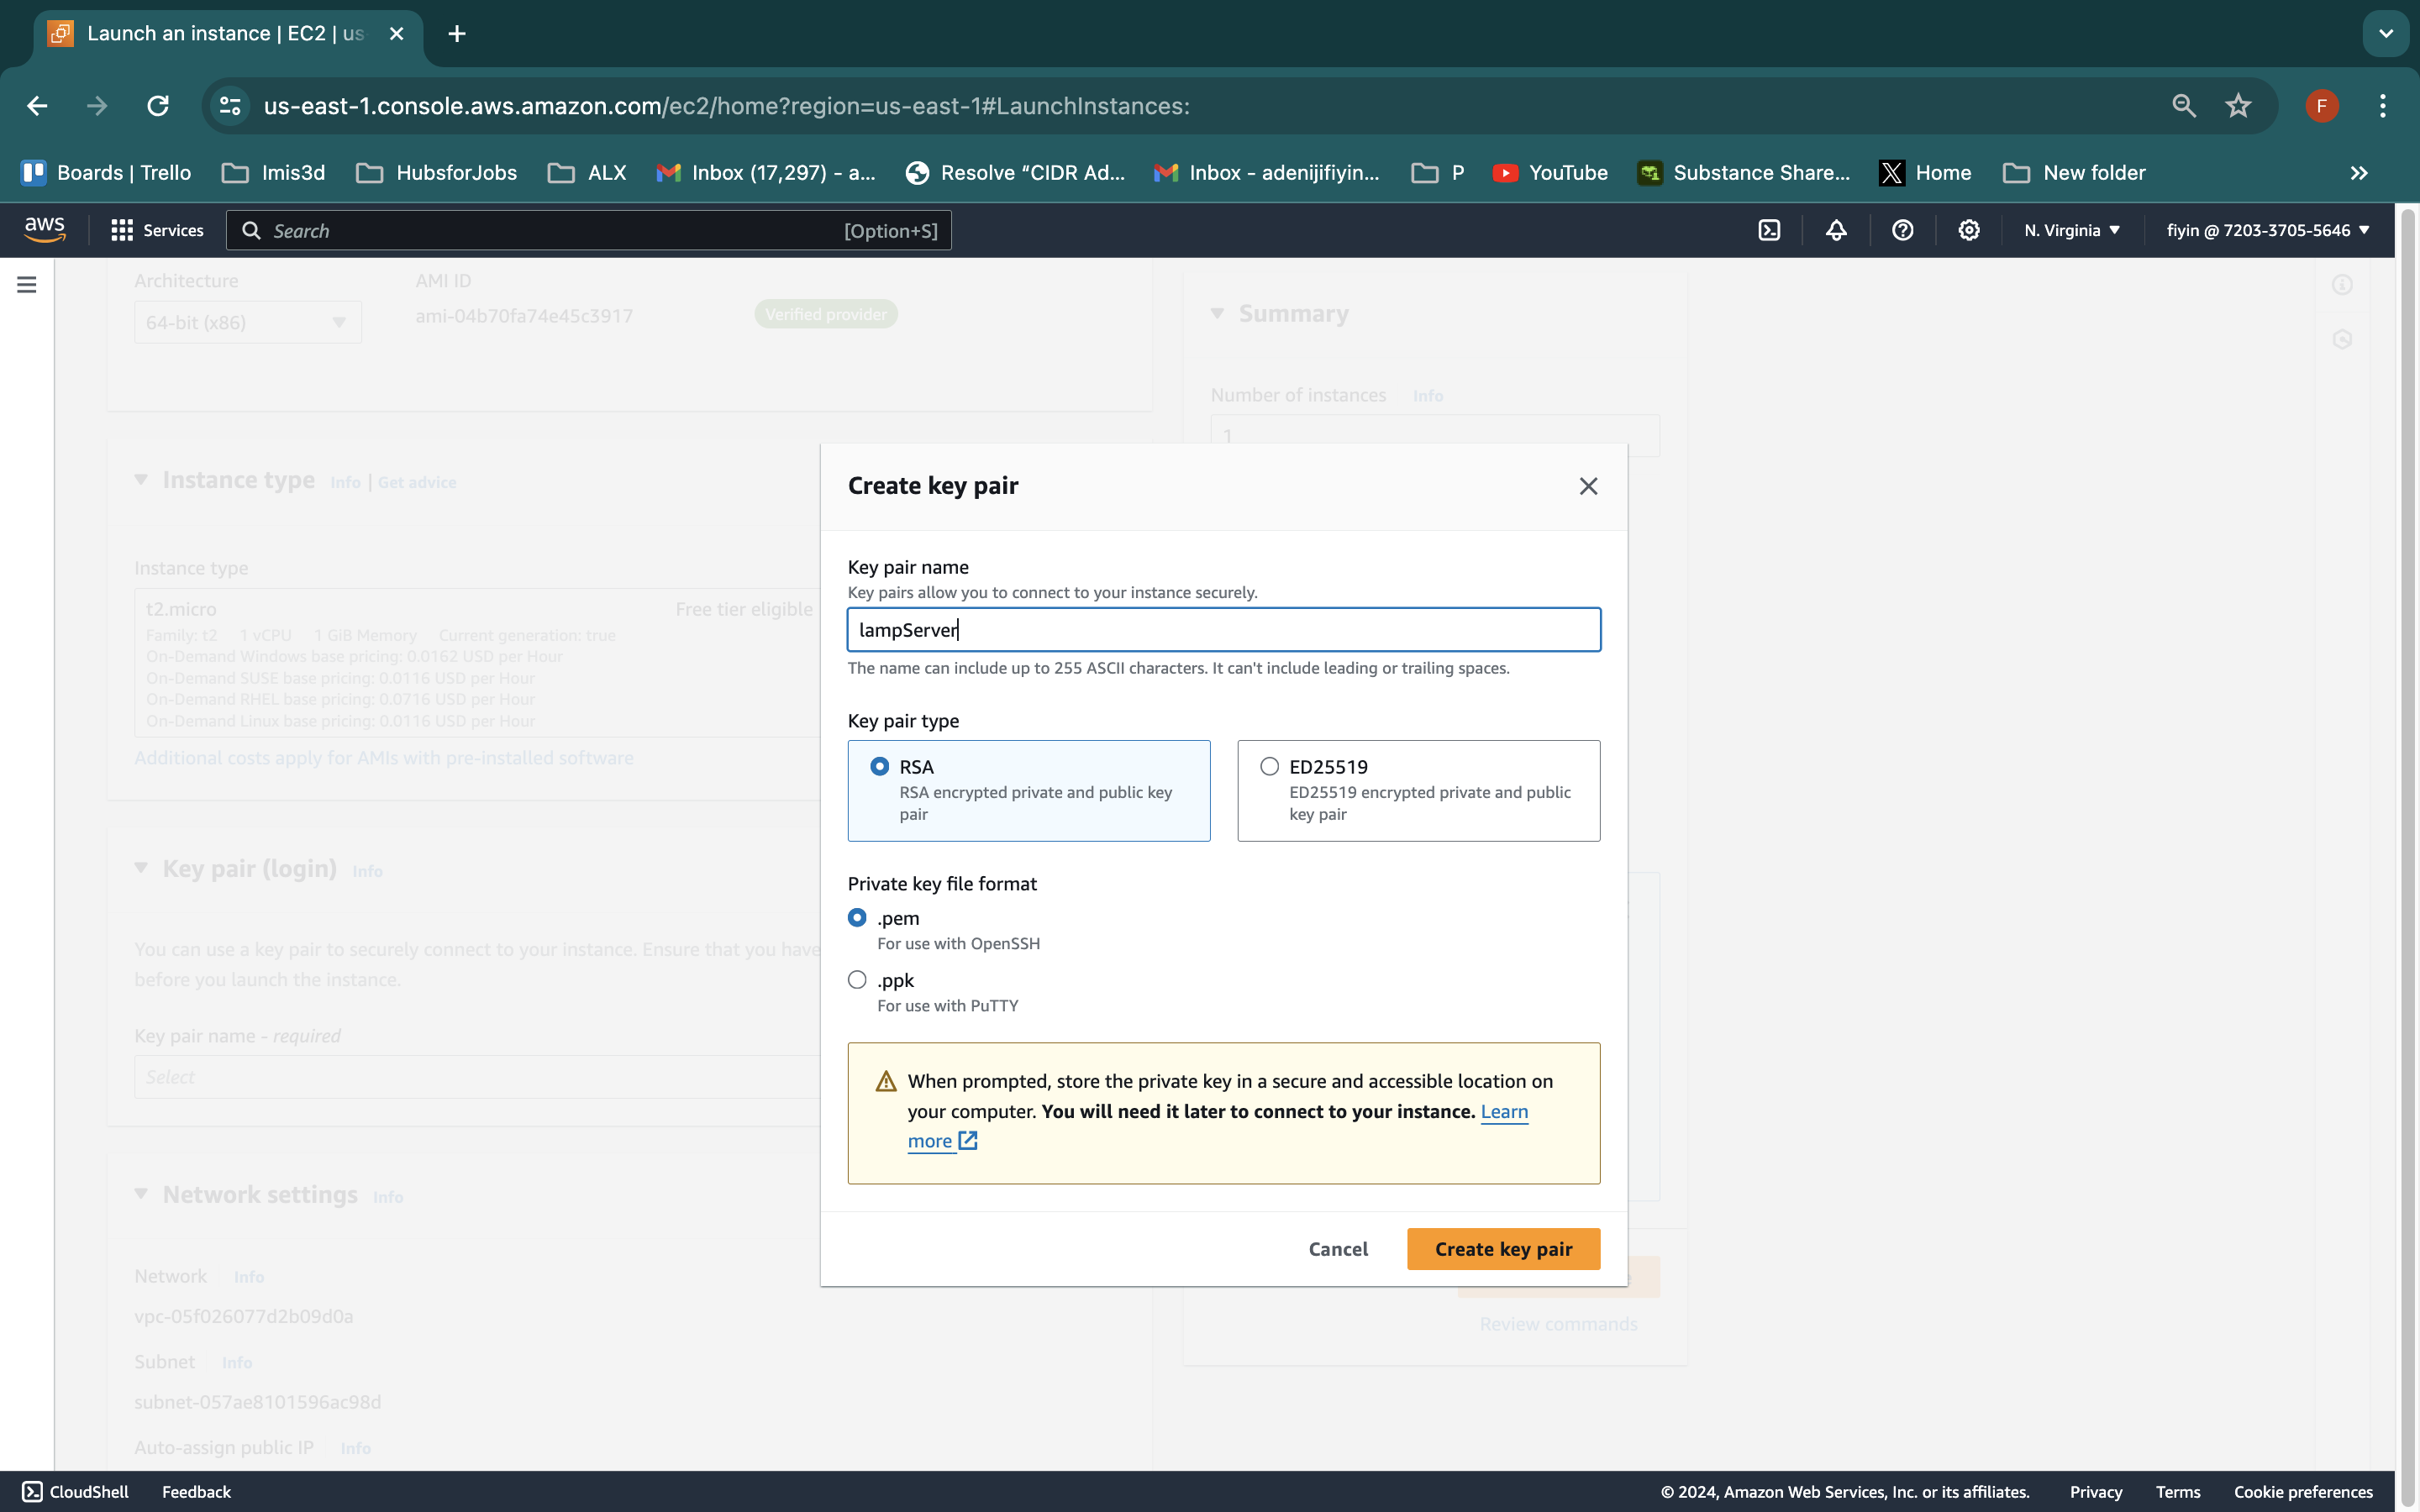 Launch an instance | EC2 | us
us-east-1.console.aws.amazon.com/ec2/home?region=us-east-1#LaunchInstances:
F
Boards | Trello
Imis3d
HubsforJobs
ALX
Inbox (17,297) - a...
Resolve “CIDR Ad...
Inbox - adenijifiyin...
P
YouTube
Substance Share...
Home
New folder
aws
Services
Search
[Option+S]
N. Virginia
fiyin @ 7203-3705-5646
Architecture
AMI ID
64-bit (x86)
ami-04b70fa74e45c3917
Verified provider
Instance type Info | Get advice
Instance type
t2.micro
Free tier eligible
Family: t2 1 vCPU 1 GiB Memory Current generation: true
On-Demand Windows base pricing: 0.0162 USD per Hour
On-Demand SUSE base pricing: 0.0116 USD per Hour
On-Demand RHEL base pricing: 0.0716 USD per Hour
On-Demand Linux base pricing: 0.0116 USD per Hour
Additional costs apply for AMIs with pre-installed software
Key pair (login) Info
You can use a key pair to securely connect to your instance. Ensure that you have
before you launch the instance.
Key pair name - required
Select
Network settings Info
Network Info
vpc-05f026077d2b09d0a
Subnet Info
subnet-057ae8101596ac98d
Auto-assign public IP Info
Summary
Number of instances Info
1
Create key pair
Key pair name
Key pairs allow you to connect to your instance securely.
lampServer
The name can include up to 255 ASCII characters. It can't include leading or trailing spaces.
Key pair type
RSA
RSA encrypted private and public key
pair
ED25519
ED25519 encrypted private and public
key pair
Private key file format
.pem
For use with OpenSSH
.ppk
For use with PuTTY
When prompted, store the private key in a secure and accessible location on
your computer. You will need it later to connect to your instance. Learn
more
Cancel
Create key pair
Review commands
CloudShell
Feedback
© 2024, Amazon Web Services, Inc. or its affiliates.
Privacy
Terms
Cookie preferences